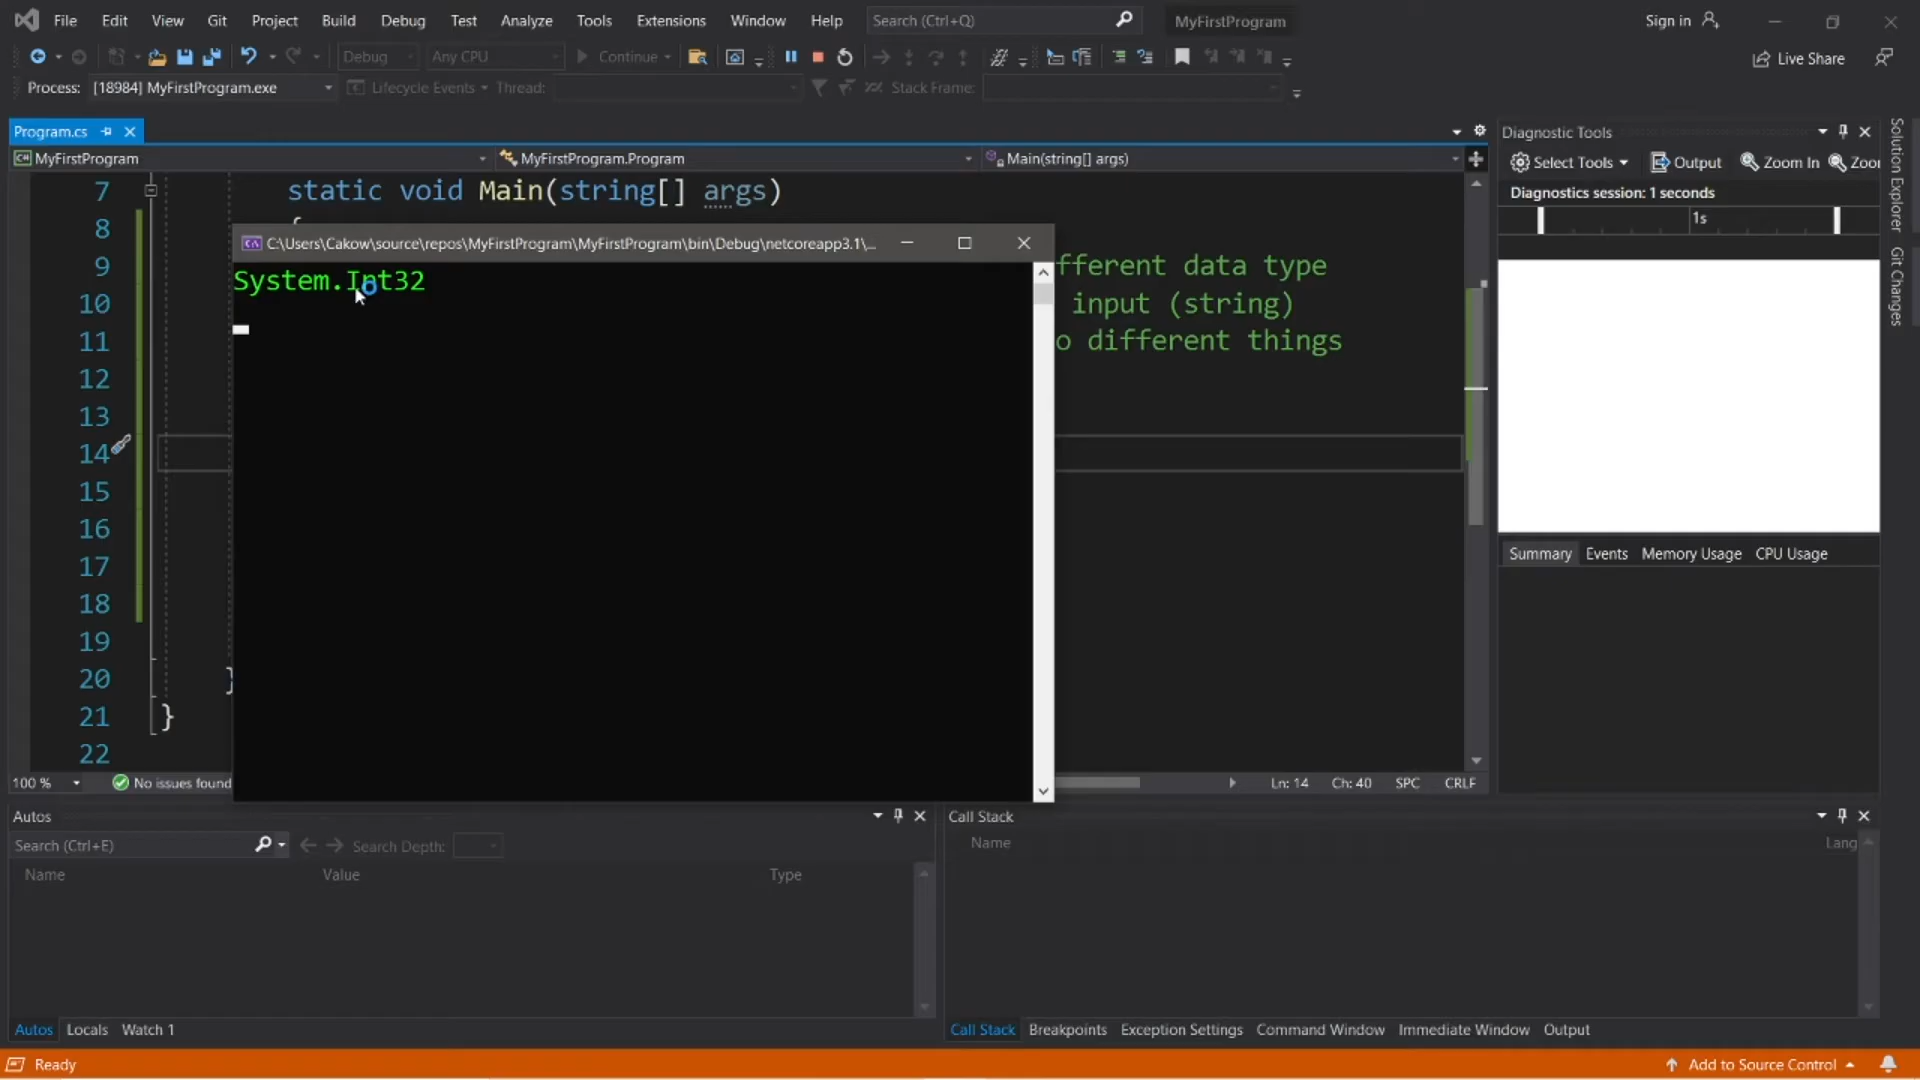 File Edit View Git Project Build Debug Test Analyze Tools Extensions Window Help Search (Ctrl+Q) MyFirstProgram Sign in
Debug Any CPU Continue Live Share
Process: [18984] MyFirstProgram.exe Lifecycle Events Thread: Stack Frame:
Program.cs
MyFirstProgram MyFirstProgram.Program Main(string[] args)
7 static void Main(string[] args)
8 {
C:\Users\Cakow\source\repos\MyFirstProgram\MyFirstProgram\bin\Debug\netcoreapp3.1\...
System.Int32
9 fferent data type
10 input (string)
11 o different things
12
13
14
15
16
17
18
19
20 }
21 }
22
100 % No issues found Ln: 14 Ch: 40 SPC CRLF
Diagnostic Tools
Select Tools Output Zoom In Zoo
Diagnostics session: 1 seconds
1s
Summary Events Memory Usage CPU Usage
Solution Explorer
Git Changes
Autos
Search (Ctrl+E) Search Depth:
Name Value Type
Autos Locals Watch 1
Call Stack
Name Lang
Call Stack Breakpoints Exception Settings Command Window Immediate Window Output
Ready Add to Source Control